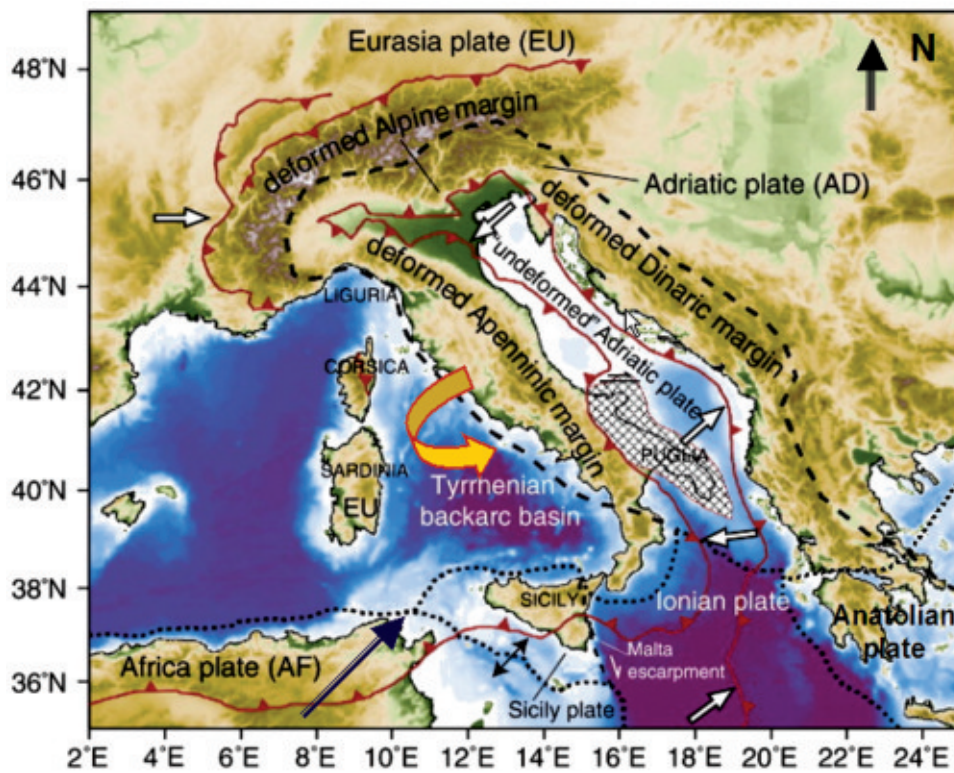 Eurasia plate (EU)
N
48°N
deformed Alpine margin
46°N
Adriatic plate (AD)
"undeformed" Adriatic plate
deformed Dinaric margin
44°N
LIGURIA
deformed Apenninic margin
CORSICA
42°N
PUGLIA
SARDINIA
EU
40°N
Tyrrnenian
backarc basin
38°N
SICILY
Ionian plate
Anatolian
plate
Africa plate (AF)
Malta
escarpment
36°N
Sicily plate
2°E 4°E 6°E 8°E 10°E 12°E 14°E 16°E 18°E 20°E 22°E 24°E